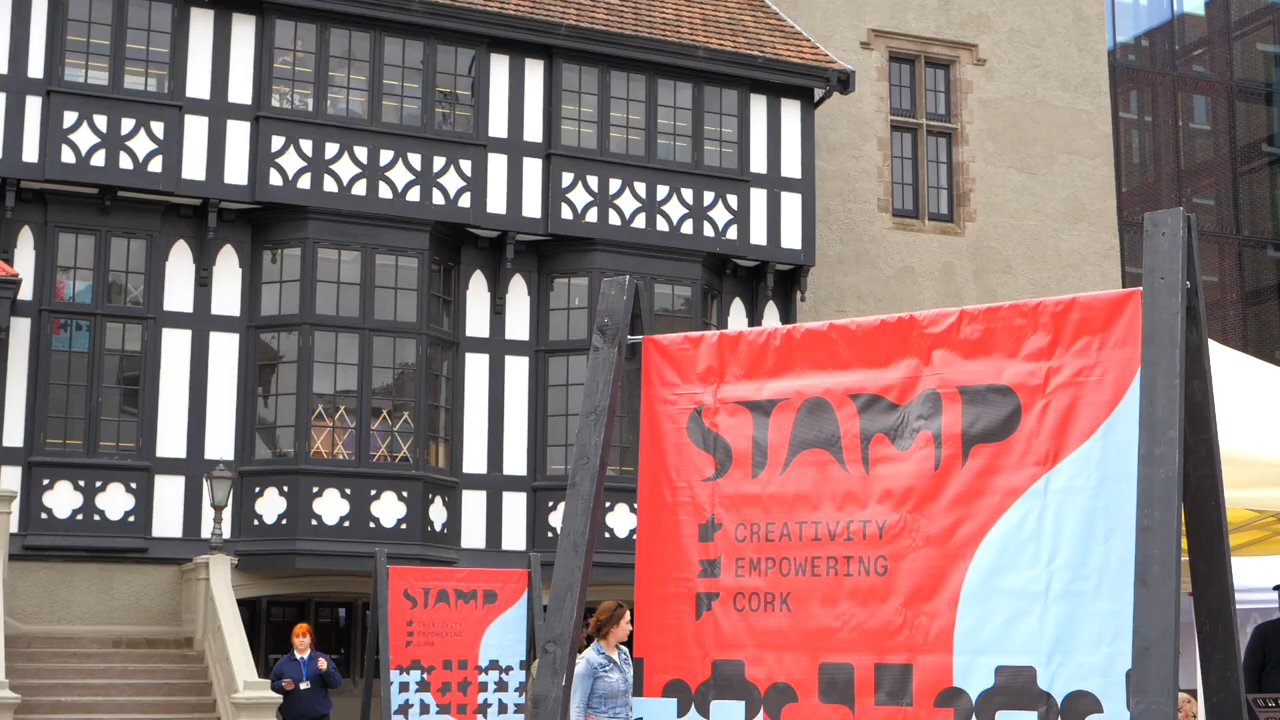 STAMP
CREATIVITY
EMPOWERING
CORK
STAMP
CREATIVITY
EMPOWERING
CORK